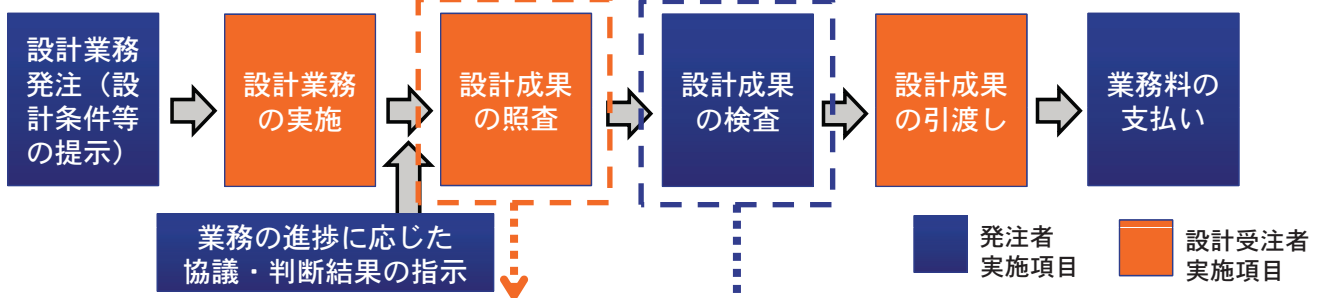 設計業務
発注（設
計条件等
の提示）
設計業務
の実施
設計成果
の照査
設計成果
の検査
設計成果
の引渡し
業務料の
支払い
業務の進捗に応じた
協議・判断結果の指示
発注者
実施項目
設計受注者
実施項目